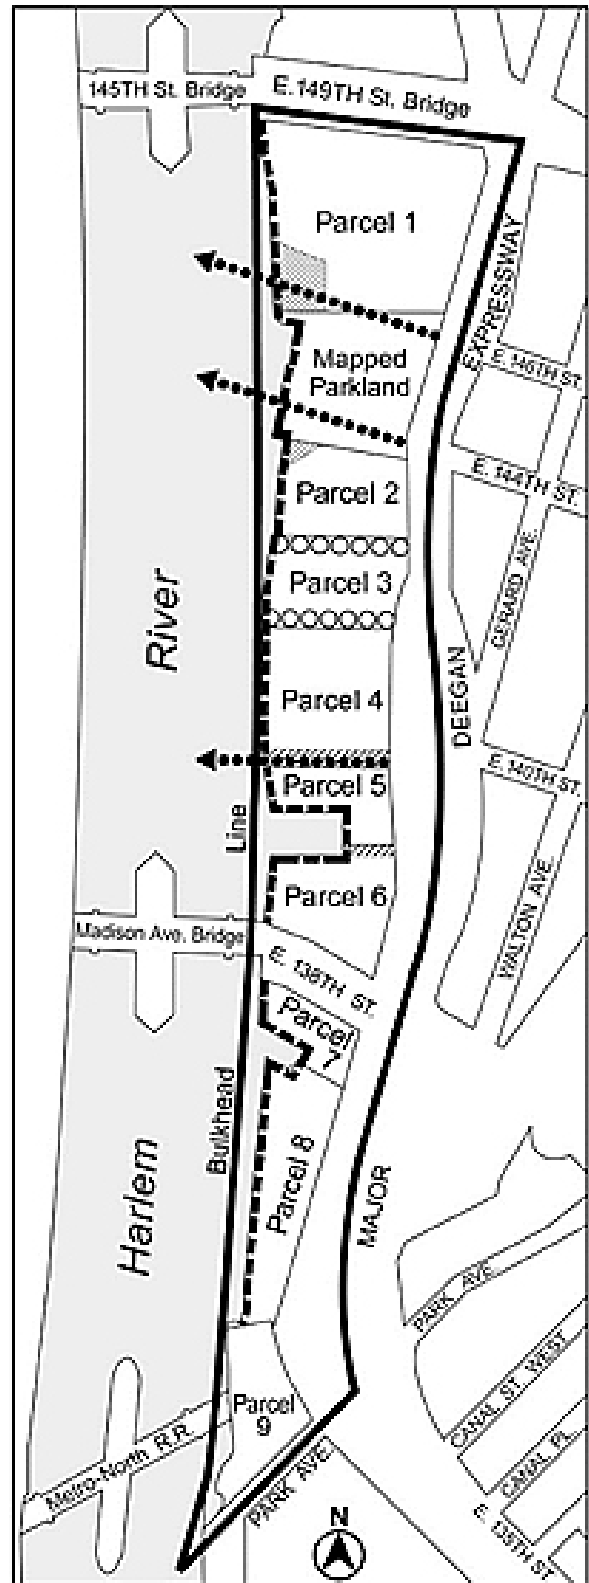 145TH St. Bridge
E. 149TH St. Bridge
Parcel 1
EXPRESSWAY
Mapped
Parkland
E. 146TH ST.
E. 144TH ST.
Parcel 2
Parcel 3
GERARD AVE.
River
Parcel 4
DEEGAN
E. 140TH ST.
Parcel 5
Line
Parcel 6
WALTON AVE.
Madison Ave. Bridge
E. 138TH ST.
Parcel
7
Bulkhead
Parcel 8
Harlem
MAJOR
PARK AVE.
CANAL ST. WEST
Parcel
9
CANAL PL.
Metro-North R.R.
PARK AVE.
E. 135TH ST.
N